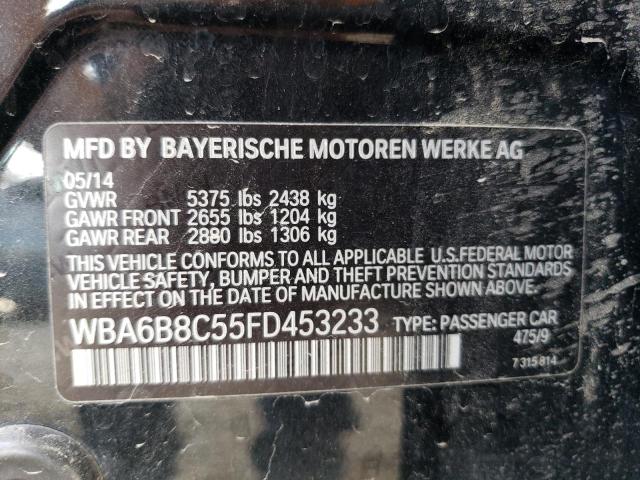 MFD BY BAYERISCHE MOTOREN WERKE AG
05/14
GVWR 5375 lbs 2438 kg
GAWR FRONT 2655 lbs 1204 kg
GAWR REAR 2880 lbs 1306 kg
THIS VEHICLE CONFORMS TO ALL APPLICABLE U.S.FEDERAL MOTOR
VEHICLE SAFETY, BUMPER AND THEFT PREVENTION STANDARDS
IN EFFECT ON THE DATE OF MANUFACTURE SHOWN ABOVE.
WBA6B8C55FD453233 TYPE: PASSENGER CAR
475/9
7315814